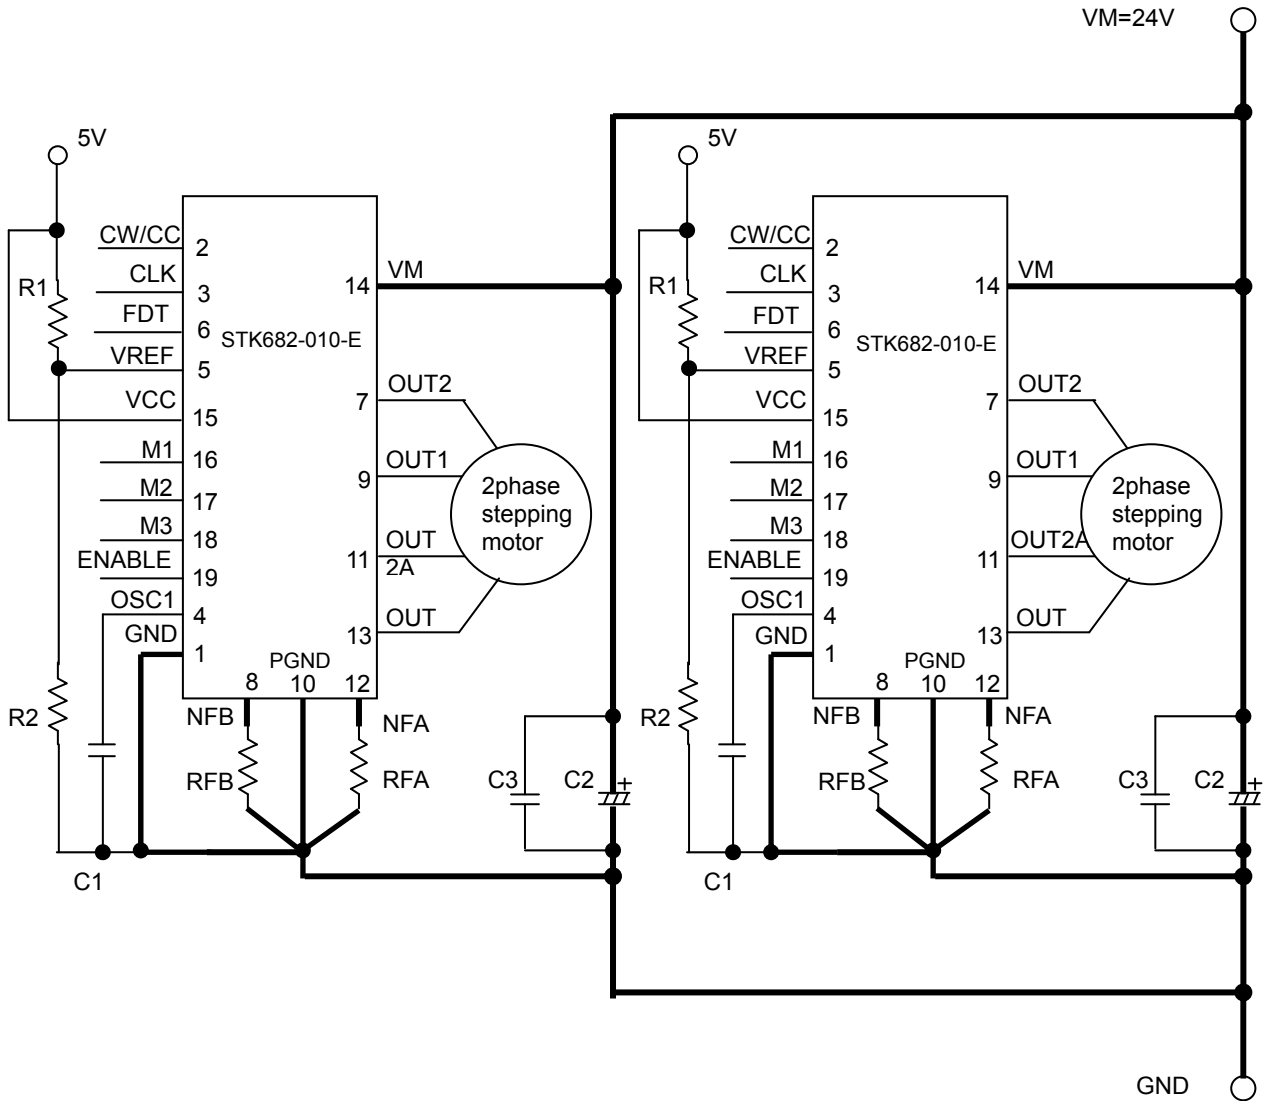 VM=24V
5V
CW/CC
2
CLK
3
R1
14
VM
FDT
6
STK682-010-E
VREF
5
VCC
15
7
OUT2
M1
16
9
OUT1
M2
17
2phase
stepping
motor
M3
18
11
OUT
2A
ENABLE
19
OSC1
4
13
OUT
GND
1
PGND
8
10
12
R2
NFB
NFA
RFB
RFA
C3
C2
+
C1
5V
CW/CC
2
CLK
3
R1
14
VM
FDT
6
STK682-010-E
VREF
5
VCC
15
7
OUT2
M1
16
9
OUT1
M2
17
2phase
stepping
motor
M3
18
11
OUT2A
ENABLE
19
OSC1
4
13
OUT
GND
1
PGND
8
10
12
R2
NFB
NFA
RFB
RFA
C3
C2
+
C1
GND